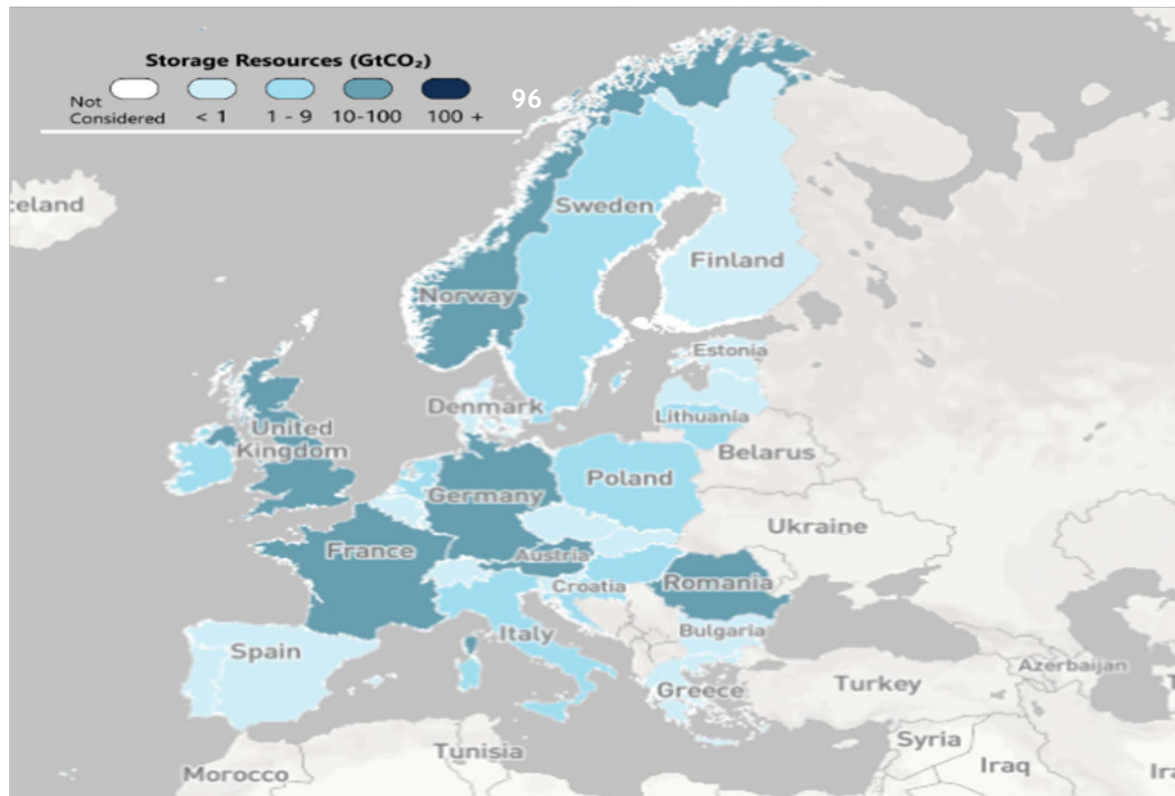 Storage Resources (GtCO₂)
Not
Considered
< 1
1 - 9
10-100
100 +
96
celand
Sweden
Finland
Norway
Estonia
Denmark
Lithuania
United
Kingdom
Belarus
Poland
Germany
Ukraine
France
Austria
Croatia
Romania
Italy
Bulgaria
Spain
Azerbaijan
Greece
Turkey
Syria
Tunisia
Iraq
Morocco